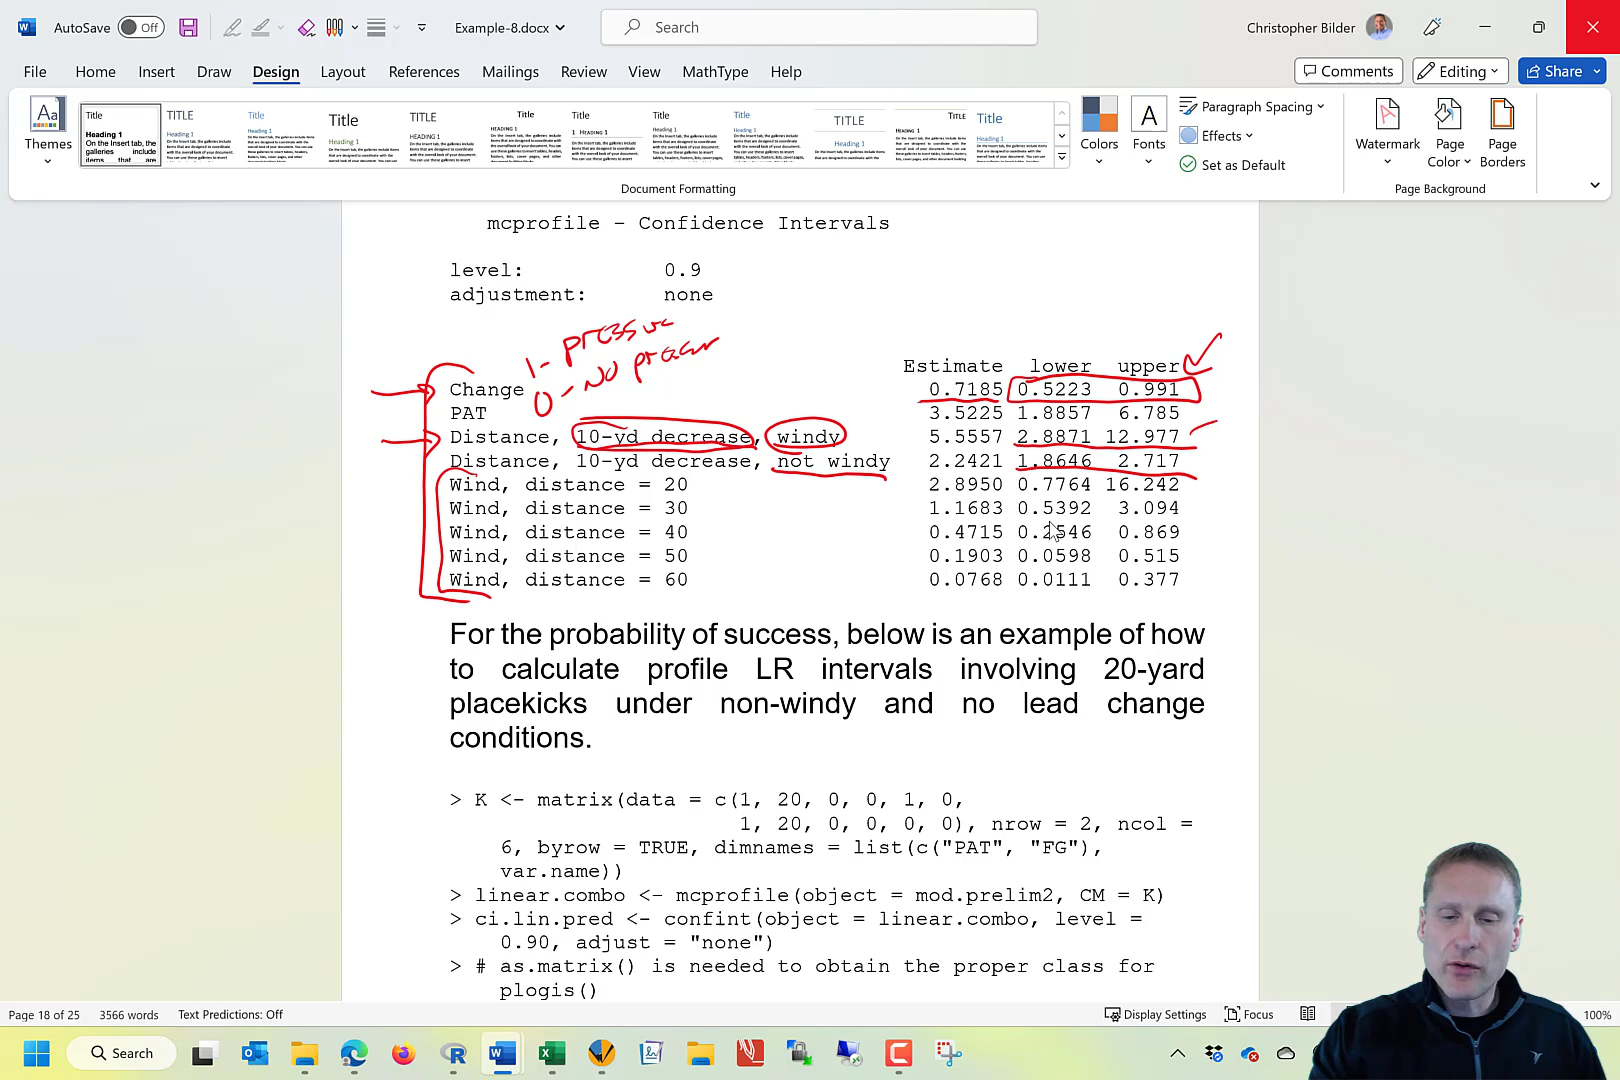 AutoSave Off Example-8.docx Search Christopher Bilder
File Home Insert Draw Design Layout References Mailings Review View MathType Help Comments Editing Share
Themes Colors Fonts Paragraph Spacing Effects Set as Default Watermark Page Color Page Borders
Document Formatting Page Background
mcprofile - Confidence Intervals
level: 0.9
adjustment: none
1- pressure
0 - No pressure
Estimate lower upper
Change 0.7185 0.5223 0.991
PAT 3.5225 1.8857 6.785
Distance, 10-yd decrease, windy 5.5557 2.8871 12.977
Distance, 10-yd decrease, not windy 2.2421 1.8646 2.717
Wind, distance = 20 2.8950 0.7764 16.242
Wind, distance = 30 1.1683 0.5392 3.094
Wind, distance = 40 0.4715 0.2546 0.869
Wind, distance = 50 0.1903 0.0598 0.515
Wind, distance = 60 0.0768 0.0111 0.377
For the probability of success, below is an example of how
to calculate profile LR intervals involving 20-yard
placekicks under non-windy and no lead change
conditions.
> K <- matrix(data = c(1, 20, 0, 0, 1, 0,
1, 20, 0, 0, 0, 0), nrow = 2, ncol =
6, byrow = TRUE, dimnames = list(c("PAT", "FG"),
var.name))
> linear.combo <- mcprofile(object = mod.prelim2, CM = K)
> ci.lin.pred <- confint(object = linear.combo, level =
0.90, adjust = "none")
> # as.matrix() is needed to obtain the proper class for
plogis()
Page 18 of 25 3566 words Text Predictions: Off Display Settings Focus 100%
Search